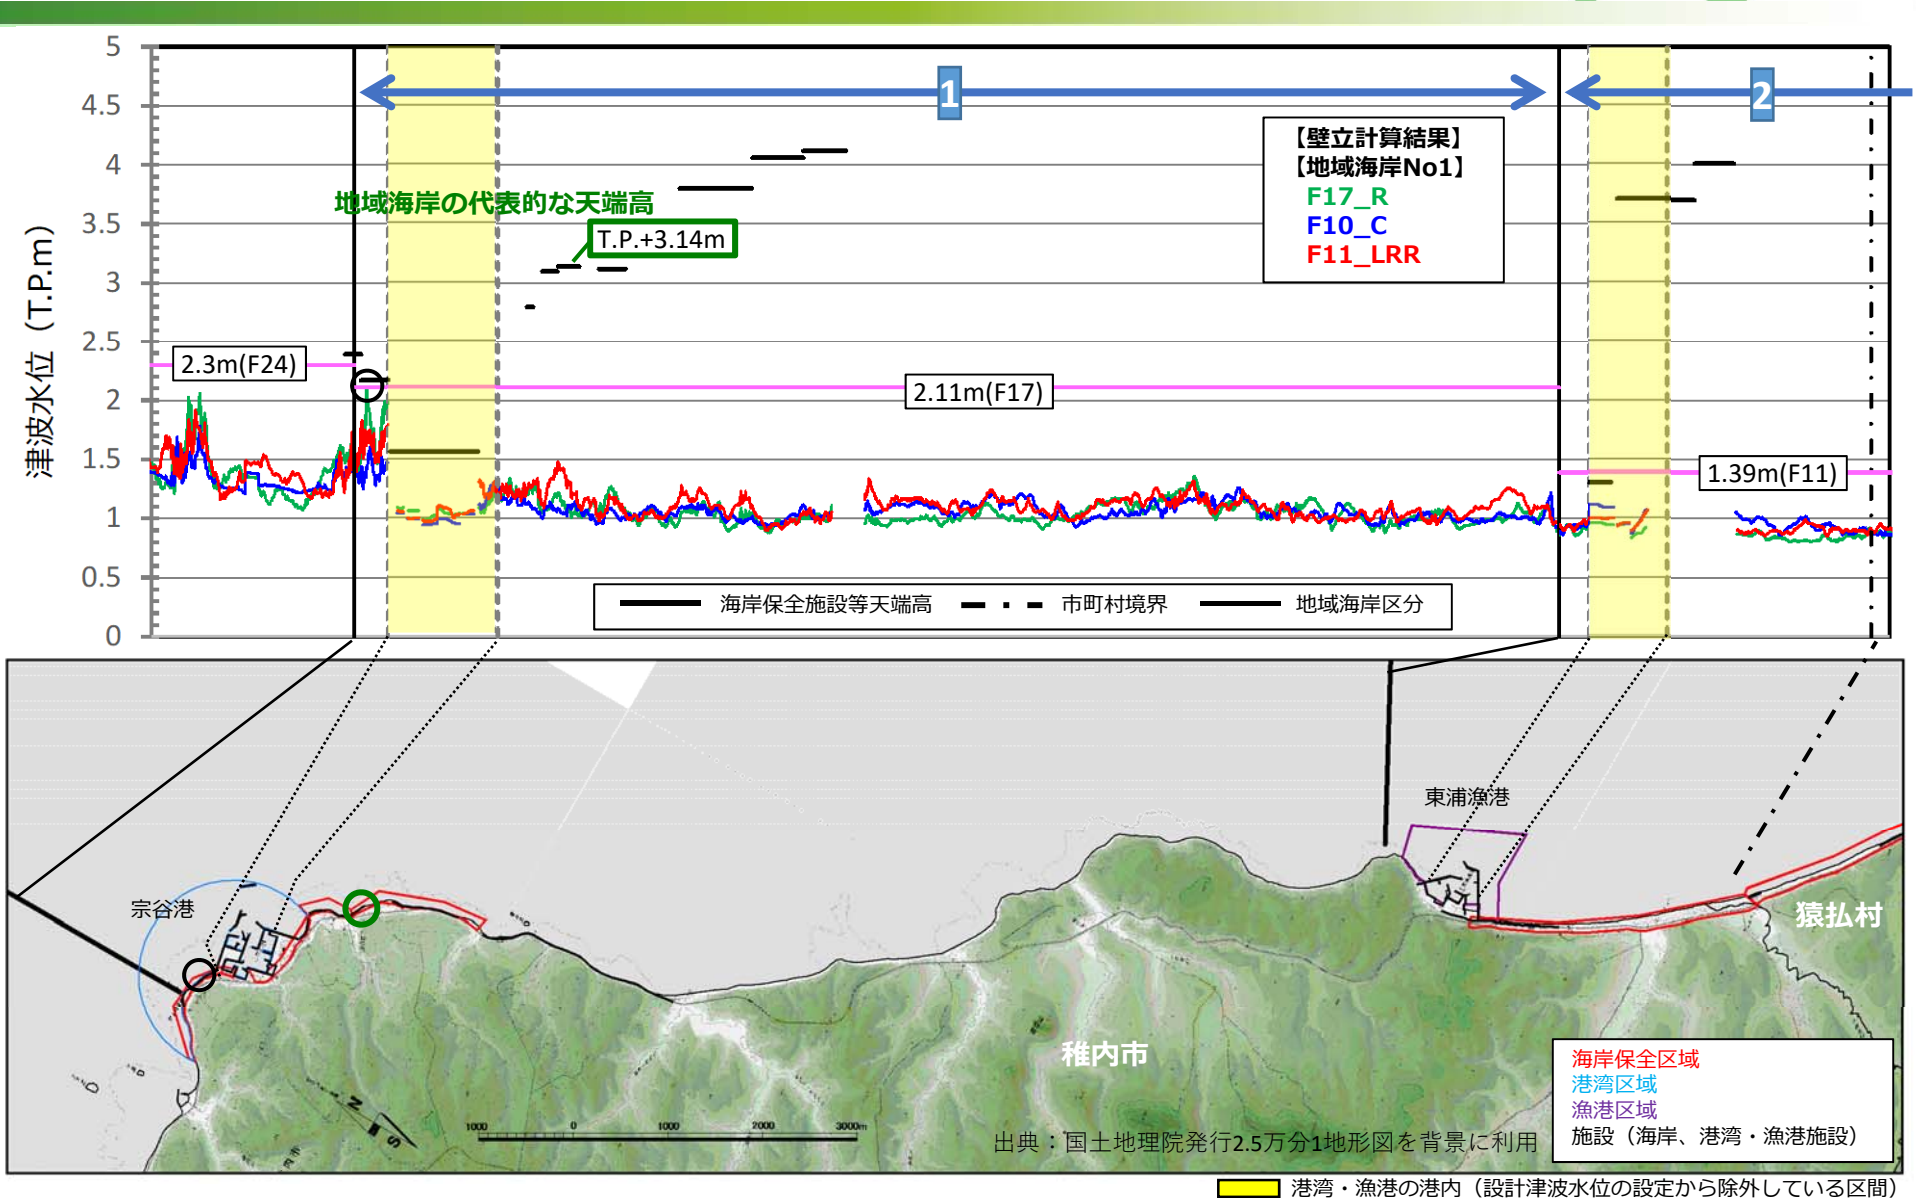 津波水位（T.P.m）
5
4.5
4
3.5
3
2.5
2
1.5
1
0.5
0
1
2
【壁立計算結果】
【地域海岸No1】
F17_R
F10_C
F11_LRR
地域海岸の代表的な天端高
T.P.+3.14m
2.3m(F24)
2.11m(F17)
1.39m(F11)
海岸保全施設等天端高
市町村境界
地域海岸区分
宗谷港
東浦漁港
猿払村
稚内市
N
S
1000
0
1000
2000
3000m
出典：国土地理院発行2.5万分1地形図を背景に利用
海岸保全区域
港湾区域
漁港区域
施設（海岸、港湾・漁港施設）
港湾・漁港の港内（設計津波水位の設定から除外している区間）